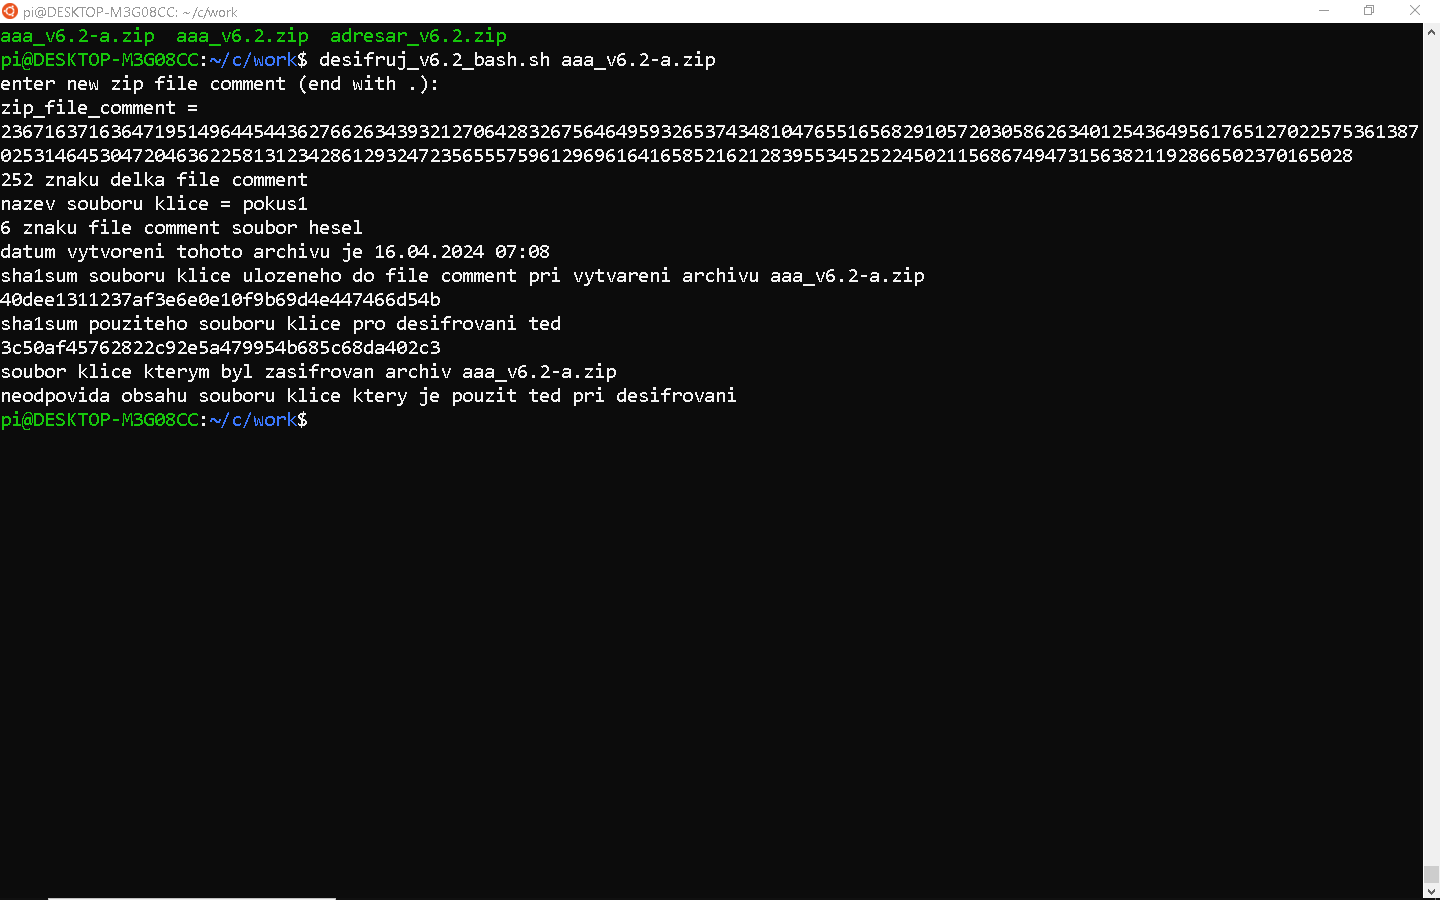 pi@DESKTOP-M3G08CC: ~/c/work
aaa_v6.2-a.zip  aaa_v6.2.zip  adresar_v6.2.zip
pi@DESKTOP-M3G08CC:~/c/work$ desifruj_v6.2_bash.sh aaa_v6.2-a.zip
enter new zip file comment (end with .):
zip_file_comment =
236716371636471951496445443627662634393212706428326756464959326537434810476551656829105720305862634012543649561765127022575361387
025314645304720463622581312342861293247235655575961296961641658521621283955345252245021156867494731563821192866502370165028
252 znaku delka file comment
nazev souboru klice = pokus1
6 znaku file comment soubor hesel
datum vytvoreni tohoto archivu je 16.04.2024 07:08
sha1sum souboru klice ulozeneho do file comment pri vytvareni archivu aaa_v6.2-a.zip
40dee1311237af3e6e0e10f9b69d4e447466d54b
sha1sum pouziteho souboru klice pro desifrovani ted
3c50af45762822c92e5a479954b685c68da402c3
soubor klice kterym byl zasifrovan archiv aaa_v6.2-a.zip
neodpovida obsahu souboru klice ktery je pouzit ted pri desifrovani
pi@DESKTOP-M3G08CC:~/c/work$